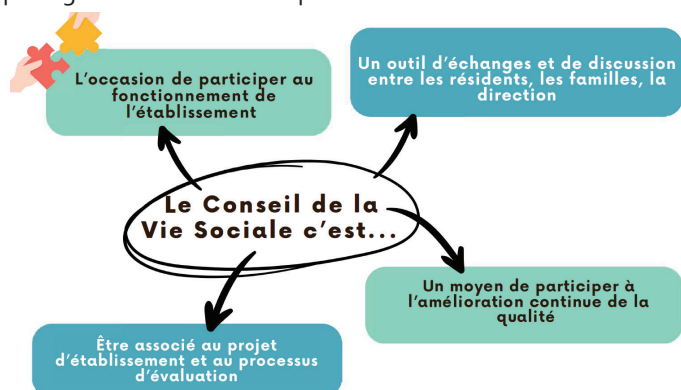 L'occasion de participer au
fonctionnement de
l'établissement
Un outil d'échanges et de discussion
entre les résidents, les familles, la
direction
Le Conseil de la
Vie Sociale c'est...
Un moyen de participer à
l'amélioration continue de la
qualité
Être associé au projet
d'établissement et au processus
d'évaluation